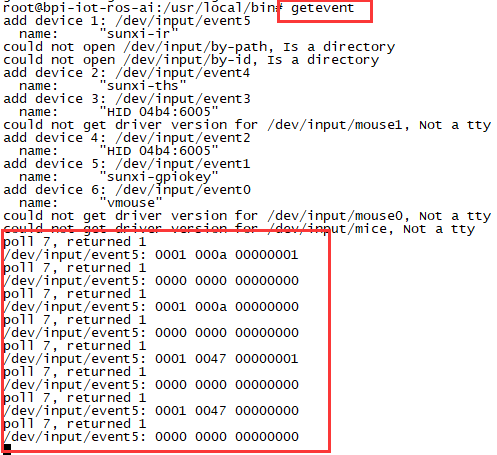 root@bpi-iot-ros-ai:/usr/local/bin# getevent
add device 1: /dev/input/event5
  name:     "sunxi-ir"
could not open /dev/input/by-path, Is a directory
could not open /dev/input/by-id, Is a directory
add device 2: /dev/input/event4
  name:     "sunxi-ths"
add device 3: /dev/input/event3
  name:     "HID 04b4:6005"
could not get driver version for /dev/input/mouse1, Not a tty
add device 4: /dev/input/event2
  name:     "HID 04b4:6005"
add device 5: /dev/input/event1
  name:     "sunxi-gpiokey"
add device 6: /dev/input/event0
  name:     "vmouse"
could not get driver version for /dev/input/mouse0, Not a tty
could not get driver version for /dev/input/mice, Not a tty
poll 7, returned 1
/dev/input/event5: 0001 000a 00000001
poll 7, returned 1
/dev/input/event5: 0000 0000 00000000
poll 7, returned 1
/dev/input/event5: 0001 000a 00000000
poll 7, returned 1
/dev/input/event5: 0000 0000 00000000
poll 7, returned 1
/dev/input/event5: 0001 0047 00000001
poll 7, returned 1
/dev/input/event5: 0000 0000 00000000
poll 7, returned 1
/dev/input/event5: 0001 0047 00000000
poll 7, returned 1
/dev/input/event5: 0000 0000 00000000